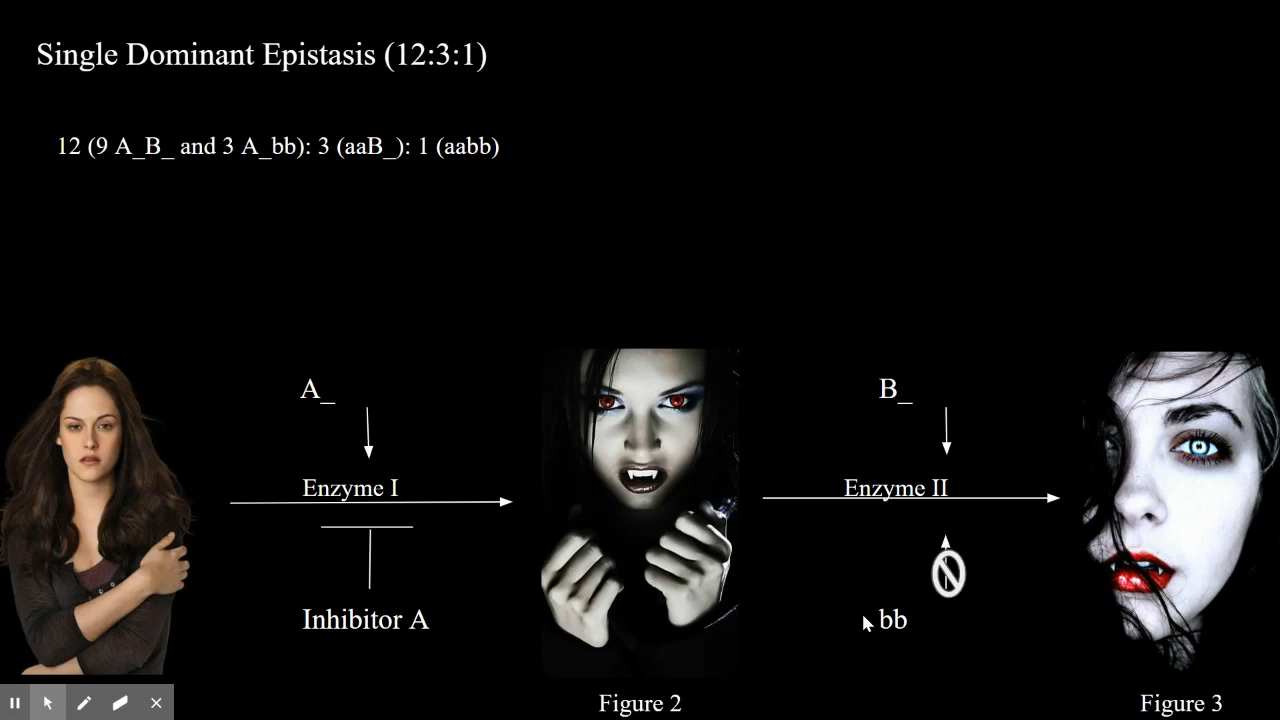 Single Dominant Epistasis (12:3:1)
12 (9 A_B_ and 3 A_bb): 3 (aaB_): 1 (aabb)
A_
B_
Enzyme I
Enzyme II
Inhibitor A
bb
Figure 2
Figure 3